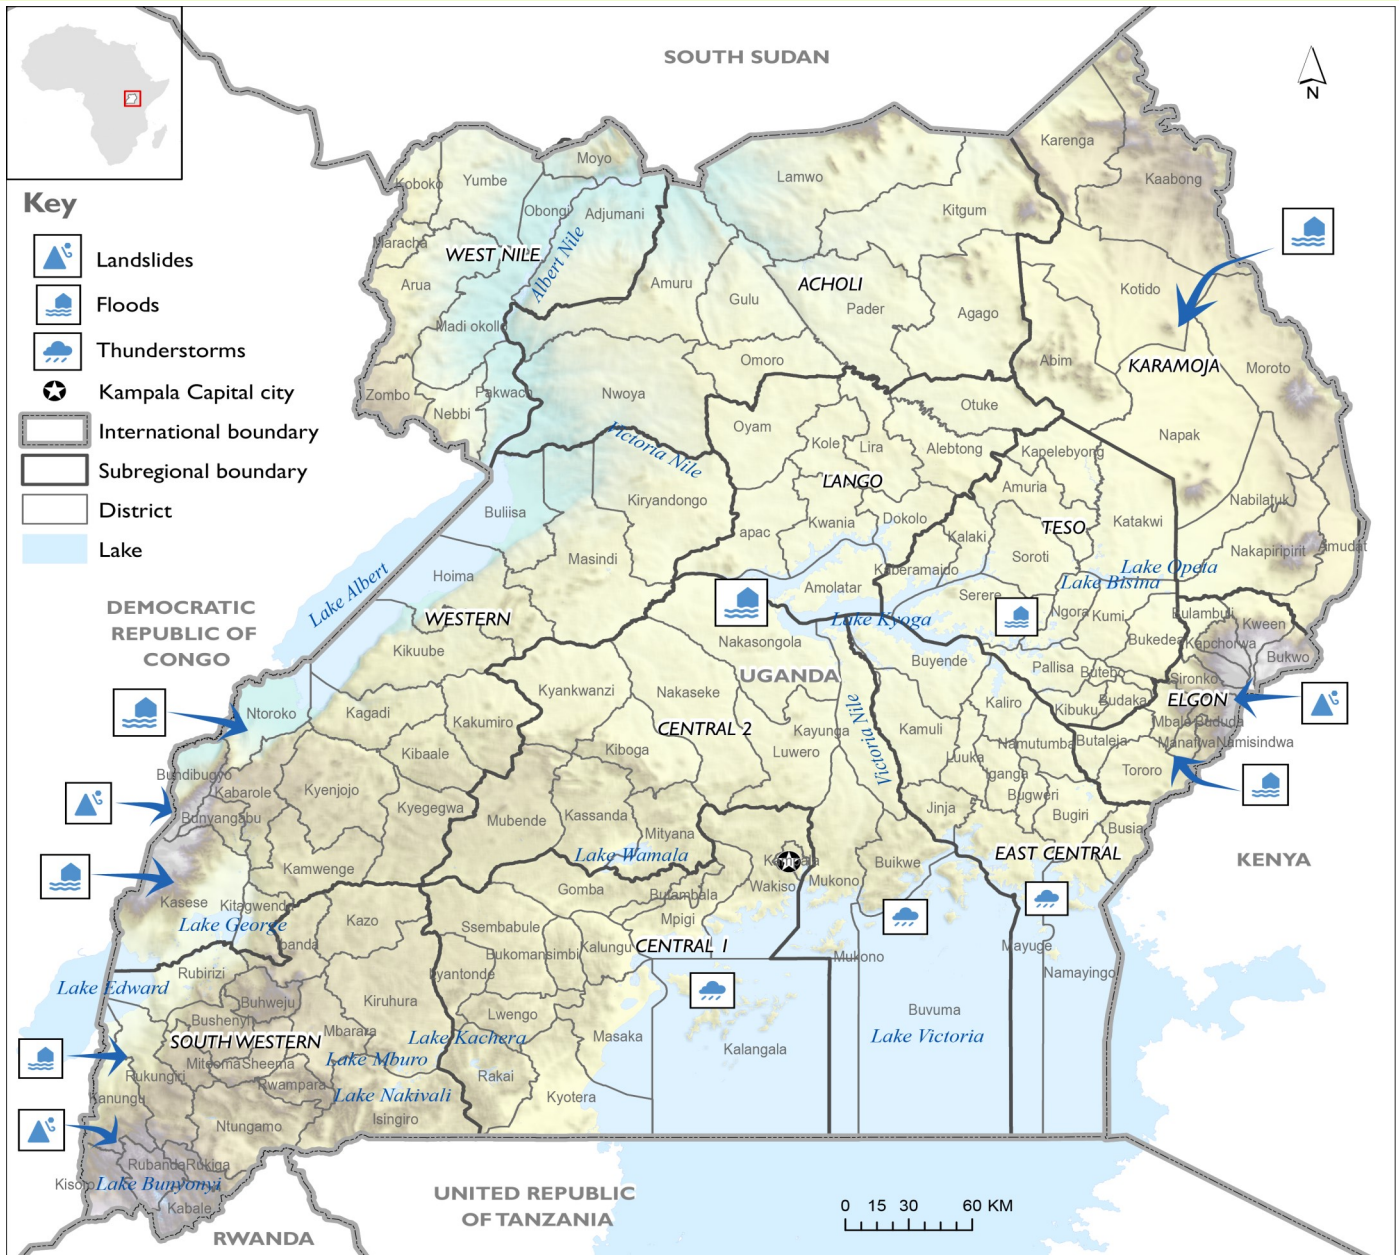 SOUTH SUDAN
N
Key
Landslides
Floods
Thunderstorms
Kampala Capital city
International boundary
Subregional boundary
District
Lake
DEMOCRATIC
REPUBLIC OF
CONGO
UGANDA
KENYA
UNITED REPUBLIC
OF TANZANIA
RWANDA
0 15 30 60 KM
WEST NILE
Koboko
Yumbe
Moyo
Obongi
Adjumani
Albert Nile
Maracha
Arua
Madi okollo
Zombo
Nebbi
Pakwach
ACHOLI
Lamwo
Kitgum
Amuru
Gulu
Pader
Agago
Omoro
Nwoya
Victoria Nile
KARAMOJA
Karenga
Kaabong
Kotido
Abim
Moroto
Napak
Nabilatuk
Nakapiripirit
Amudat
LANGO
Otuke
Oyam
Kole
Lira
Alebtong
apac
Kwania
Dokolo
Amolatar
TESO
Kapelebyong
Amuria
Katakwi
Kalaki
Soroti
Kaberamaido
Serere
Ngora
Kumi
Bukedea
Lake Opeta
Lake Bisina
Lake Kyoga
WESTERN
Buliisa
Kiryandongo
Masindi
Hoima
Lake Albert
Kikuube
Ntoroko
Kagadi
Kakumiro
Kibaale
Bundibugyo
Kabarole
Bunyangabu
Kyenjojo
Kyegegwa
Kamwenge
Kasese
Kitagwenda
Lake George
CENTRAL 2
Nakasongola
Kyankwanzi
Nakaseke
Kayunga
Luwero
Kiboga
Mubende
Kassanda
Mityana
Lake Wamala
Buikwe
Mukono
Mukono
Buvuma
Lake Victoria
Victoria Nile
ELGON
Bulambuli
Kween
Kapchorwa
Bukwo
Sironko
Mbale
Bududa
Manafwa
Namisindwa
Tororo
Butaleja
Pallisa
Butebo
Budaka
Kibuku
EAST CENTRAL
Buyende
Kaliro
Kamuli
Namutumba
Luuka
Iganga
Bugweri
Jinja
Bugiri
Busia
Mayuge
Namayingo
CENTRAL 1
Kampala
Wakiso
Gomba
Butambala
Mpigi
Ssembabule
Bukomansimbi
Kalungu
Lyantonde
Lwengo
Masaka
Kalangala
Rakai
Kyotera
Lake Kachera
SOUTH WESTERN
Kazo
Ibanda
Rubirizi
Lake Edward
Buhweju
Kiruhura
Bushenyi
Mbarara
Mitooma
Sheema
Lake Mburo
Rukungiri
Rwampara
Lake Nakivali
Kanungu
Isingiro
Ntungamo
Rubanda
Rukiga
Kisoro
Lake Bunyonyi
Kabale